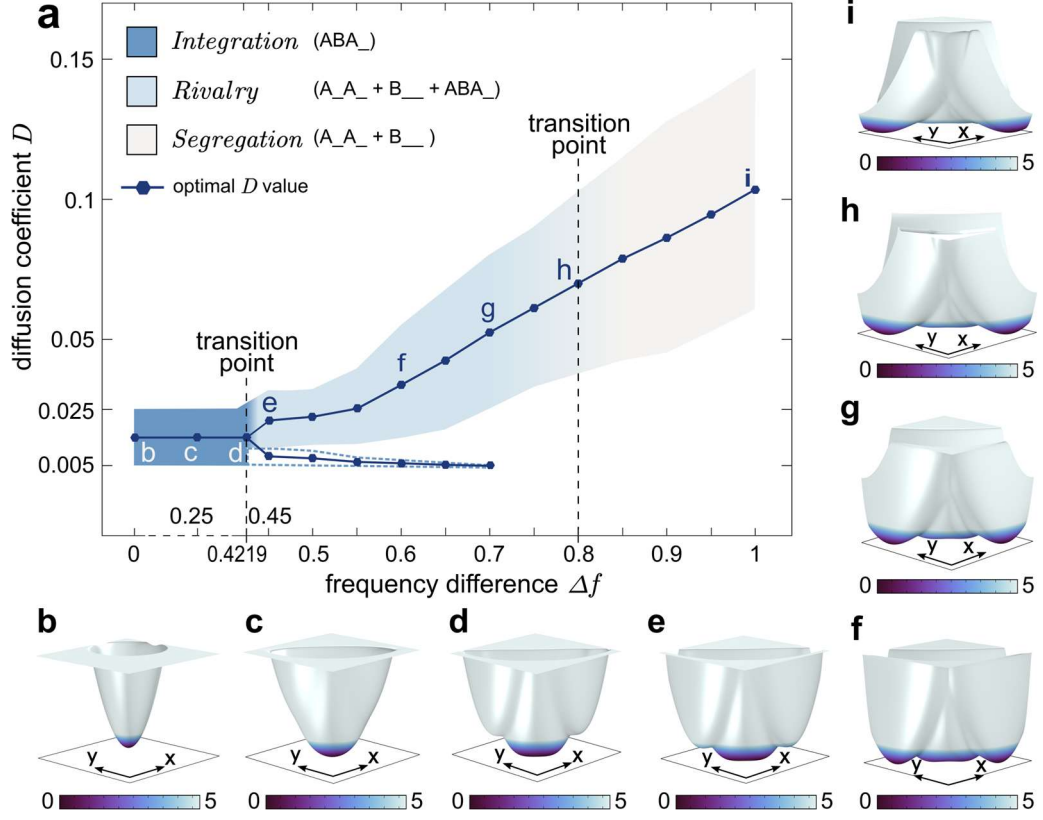 a
Integration (ABA_)
Rivalry (A_A_ + B__ + ABA_)
Segregation (A_A_ + B__ )
optimal D value
diffusion coefficient D
0.15
0.1
0.05
0.025
0.005
transition
point
transition
point
b
c
d
e
f
g
h
i
0.25
0.45
0
0.4219
0.5
0.6
0.7
0.8
0.9
1
frequency difference Δf
i
y
x
0
5
h
y
x
0
5
g
y
x
0
5
b
y
x
0
5
c
y
x
0
5
d
y
x
0
5
e
y
x
0
5
f
y
x
0
5